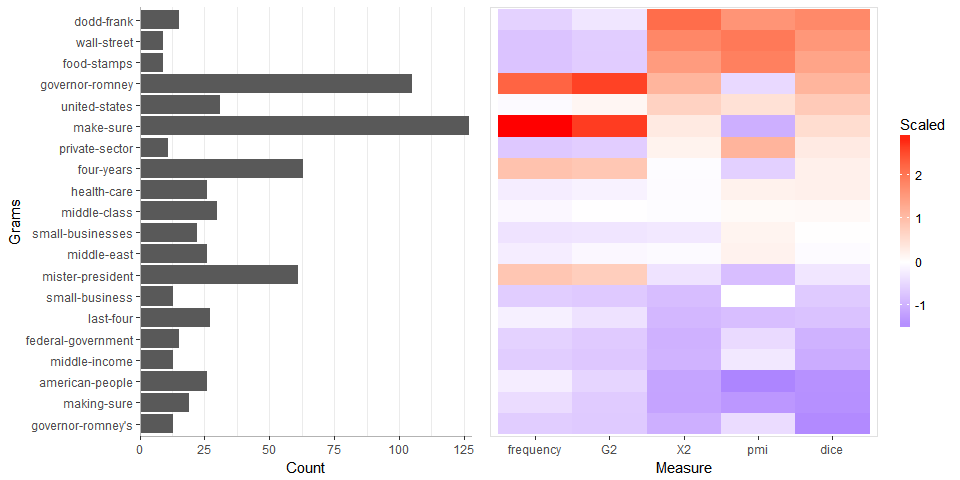 Grams
dodd-frank
wall-street
food-stamps
governor-romney
united-states
make-sure
private-sector
four-years
health-care
middle-class
small-businesses
middle-east
mister-president
small-business
last-four
federal-government
middle-income
american-people
making-sure
governor-romney's
0 25 50 75 100 125
Count
frequency G2 X2 pmi dice
Measure
Scaled
2
1
0
-1